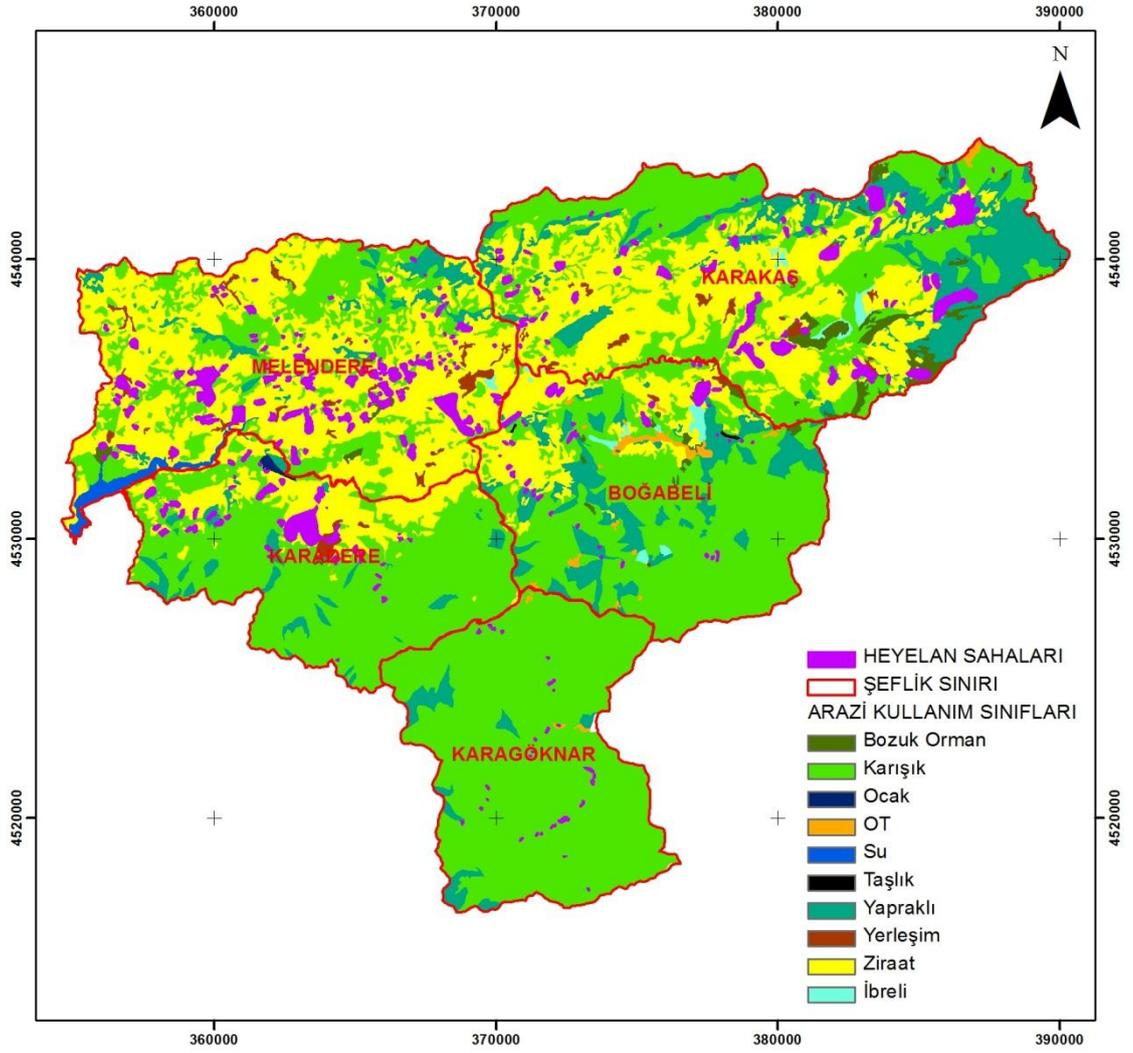 360000 370000 380000 390000
N
4540000
4540000
KARAKAŞ
MELENDERE
BOĞABELİ
4530000
4530000
KARADERE
HEYELAN SAHALARI
ŞEFLİK SINIRI
ARAZİ KULLANIM SINIFLARI
Bozuk Orman
KARAGÖKNAR
Karışık
Ocak
4520000
4520000
OT
Su
Taşlık
Yapraklı
Yerleşim
Ziraat
İbreli
360000 370000 380000 390000